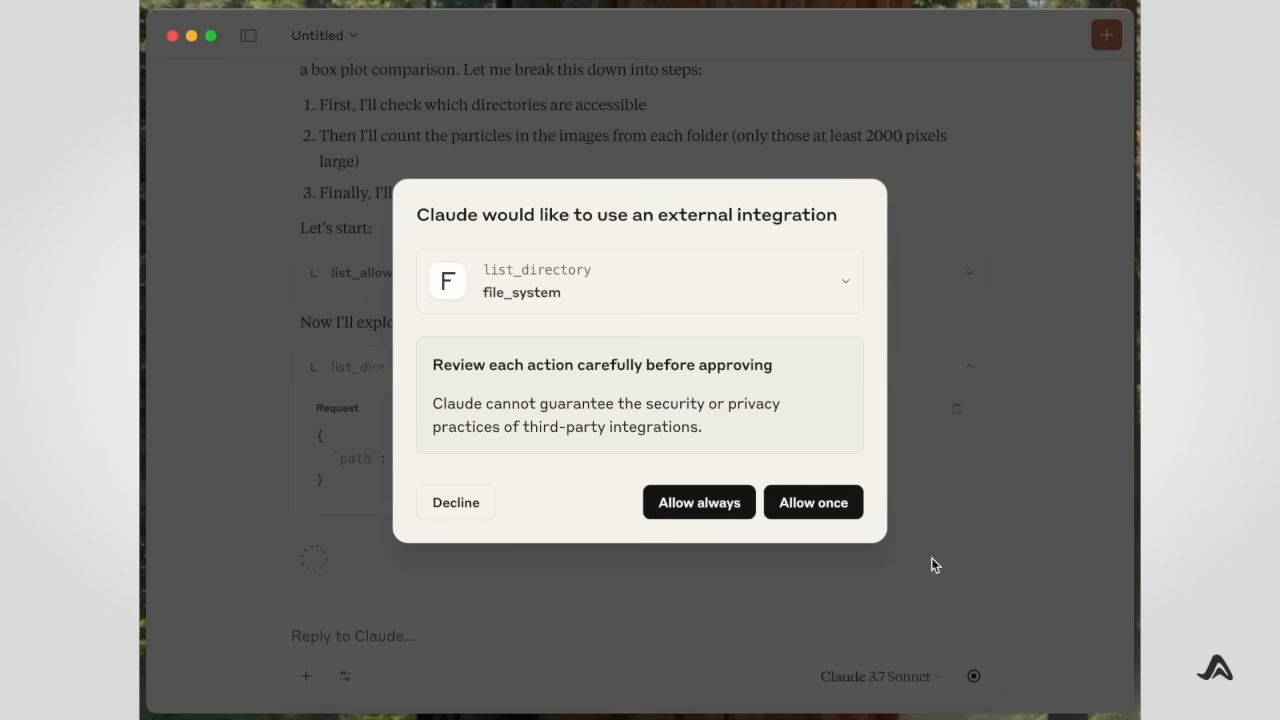 Untitled
a box plot comparison. Let me break this down into steps:
1. First, I'll check which directories are accessible
2. Then I'll count the particles in the images from each folder (only those at least 2000 pixels
large)
3. Finally, I'll
Let's start:
L list_allow
Now I'll explo
L list_dire
Request
{
`path`:
}
Claude would like to use an external integration
F
list_directory
file_system
Review each action carefully before approving
Claude cannot guarantee the security or privacy
practices of third-party integrations.
Decline
Allow always
Allow once
Reply to Claude...
Claude 3.7 Sonnet